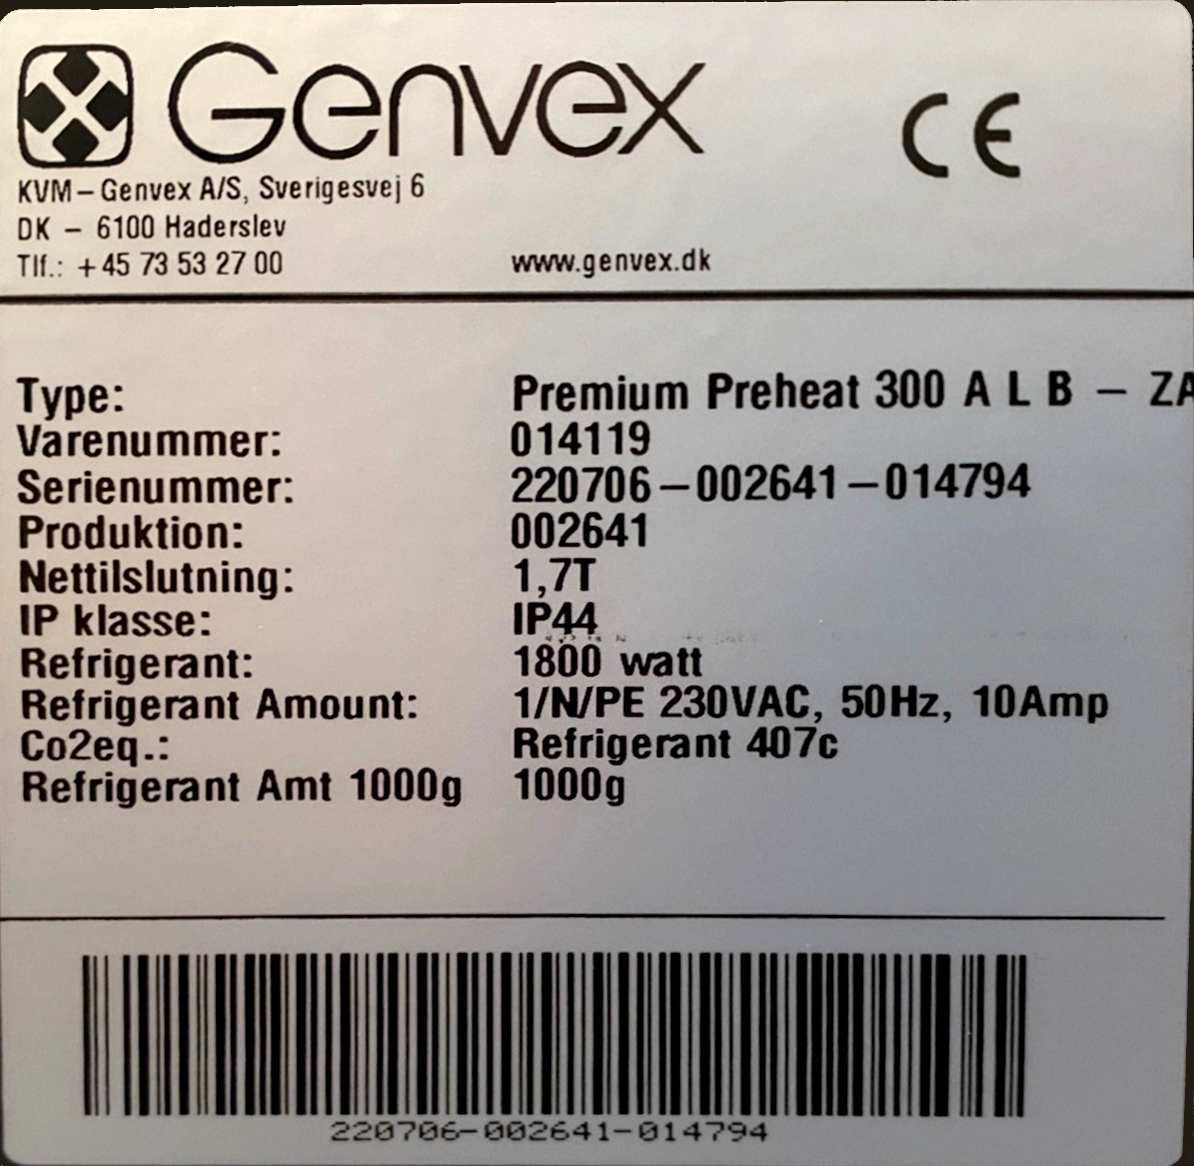 Genvex CE
KVM – Genvex A/S, Sverigesvej 6
DK – 6100 Haderslev
Tlf.: +45 73 53 27 00 www.genvex.dk
Type: Premium Preheat 300 A L B – ZA
Varenummer: 014119
Serienummer: 220706–002641–014794
Produktion: 002641
Nettilslutning: 1,7T
IP klasse: IP44
Refrigerant: 1800 watt
Refrigerant Amount: 1/N/PE 230VAC, 50Hz, 10Amp
Co2eq.: Refrigerant 407c
Refrigerant Amt 1000g 1000g
220706-002641-014794